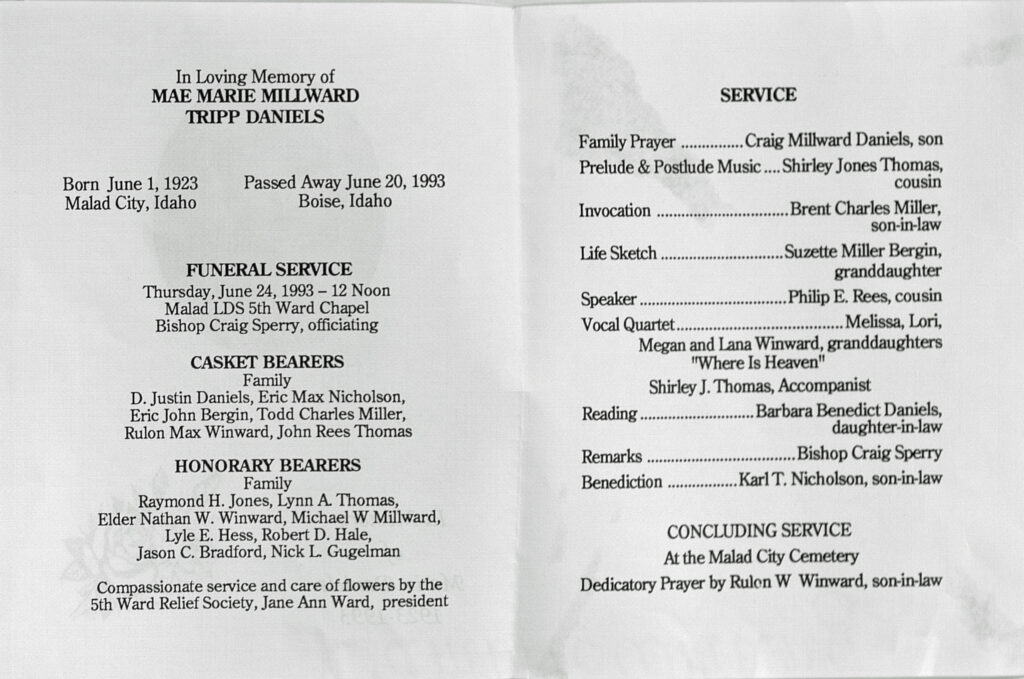 In Loving Memory of
MAE MARIE MILLWARD
TRIPP DANIELS
Born June 1, 1923
Malad City, Idaho
Passed Away June 20, 1993
Boise, Idaho
FUNERAL SERVICE
Thursday, June 24, 1993 – 12 Noon
Malad LDS 5th Ward Chapel
Bishop Craig Sperry, officiating
CASKET BEARERS
Family
D. Justin Daniels, Eric Max Nicholson,
Eric John Bergin, Todd Charles Miller,
Rulon Max Winward, John Rees Thomas
HONORARY BEARERS
Family
Raymond H. Jones, Lynn A. Thomas,
Elder Nathan W. Winward, Michael W Millward,
Lyle E. Hess, Robert D. Hale,
Jason C. Bradford, Nick L. Gugelman
Compassionate service and care of flowers by the
5th Ward Relief Society, Jane Ann Ward, president
SERVICE
Family Prayer ............... Craig Millward Daniels, son
Prelude & Postlude Music .... Shirley Jones Thomas,
cousin
Invocation ................................ Brent Charles Miller,
son-in-law
Life Sketch .............................. Suzette Miller Bergin,
granddaughter
Speaker .................................... Philip E. Rees, cousin
Vocal Quartet......................................... Melissa, Lori,
Megan and Lana Winward, granddaughters
"Where Is Heaven"
Shirley J. Thomas, Accompanist
Reading ............................ Barbara Benedict Daniels,
daughter-in-law
Remarks .................................... Bishop Craig Sperry
Benediction ................. Karl T. Nicholson, son-in-law
CONCLUDING SERVICE
At the Malad City Cemetery
Dedicatory Prayer by Rulon W Winward, son-in-law